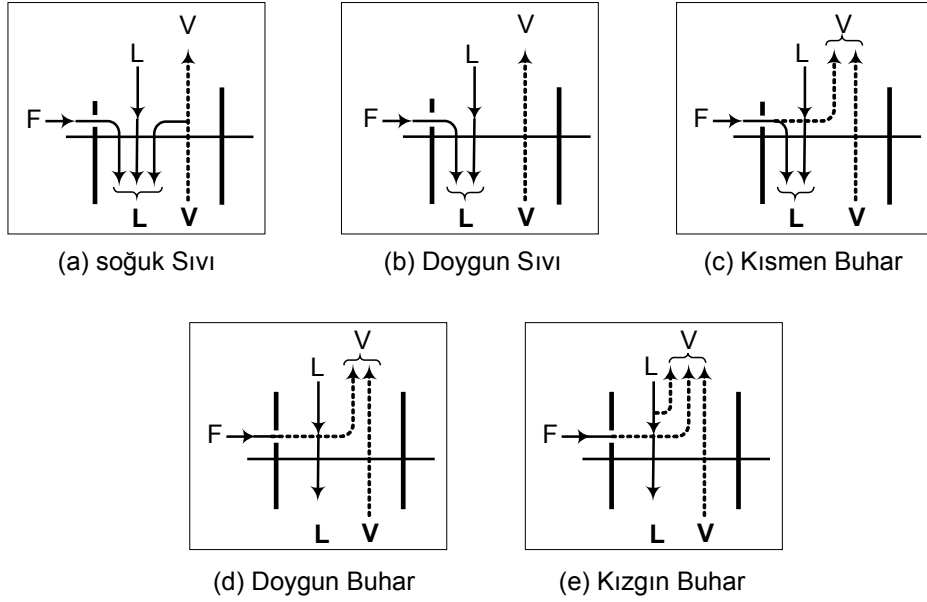 V
L
F
L V
(a) soğuk Sıvı
V
L
F
L V
(b) Doygun Sıvı
V
L
F
L V
(c) Kısmen Buhar
V
L
F
L V
(d) Doygun Buhar
V
L
F
L V
(e) Kızgın Buhar